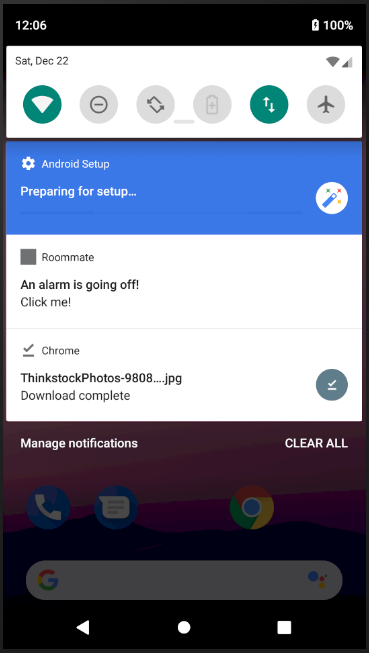 12:06
100%
Sat, Dec 22
Android Setup
Preparing for setup…
Roommate
An alarm is going off!
Click me!
Chrome
ThinkstockPhotos-9808….jpg
Download complete
Manage notifications
CLEAR ALL